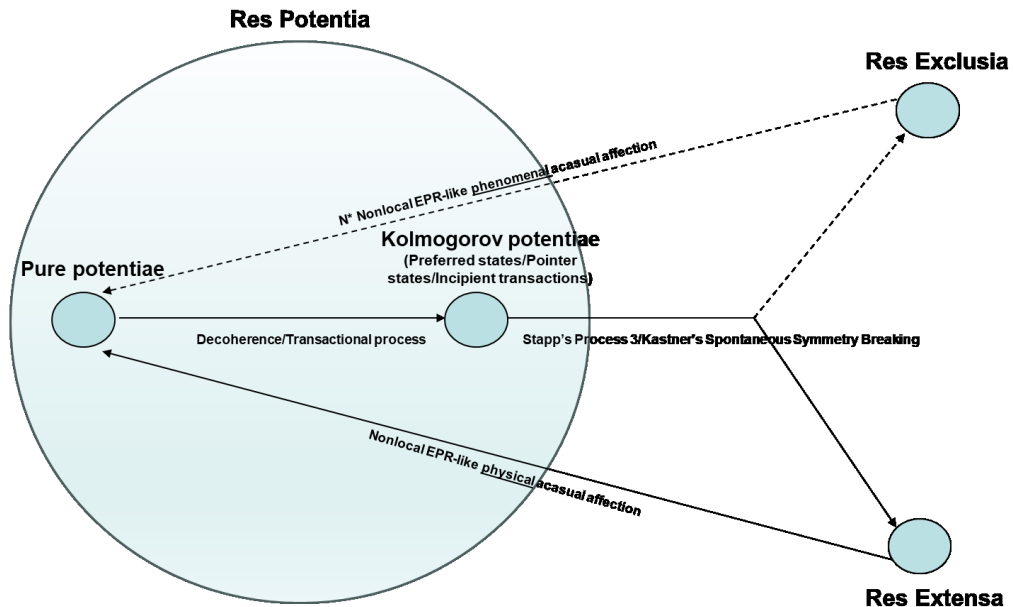 Res Potentia
Res Exclusia
N* Nonlocal EPR-like phenomenal acasual affection
Kolmogorov potentiae
(Preferred states/Pointer
states/Incipient transactions)
Pure potentiae
Decoherence/Transactional process
Stapp's Process 3/Kastner's Spontaneous Symmetry Breaking
Nonlocal EPR-like physical acasual affection
Res Extensa